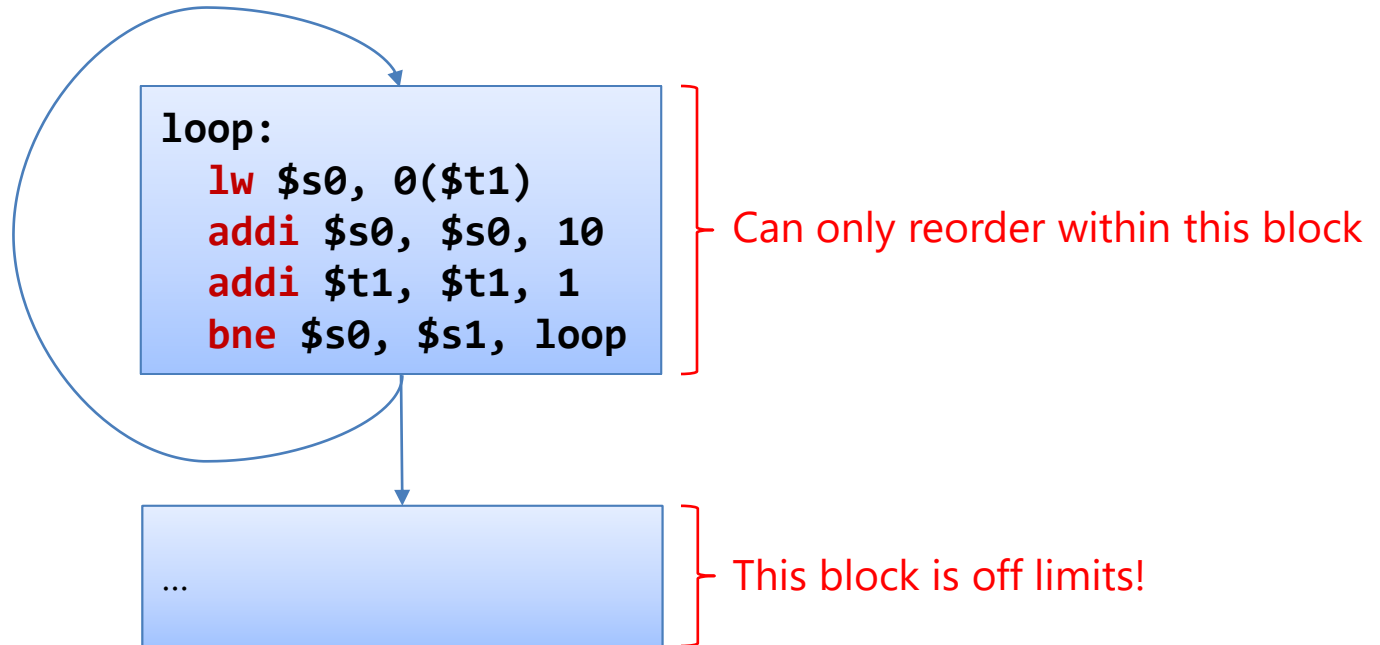 loop:
lw $s0, 0($t1)
addi $s0, $s0, 10
addi $t1, $t1, 1
bne $s0, $s1, loop
Can only reorder within this block
…
This block is off limits!